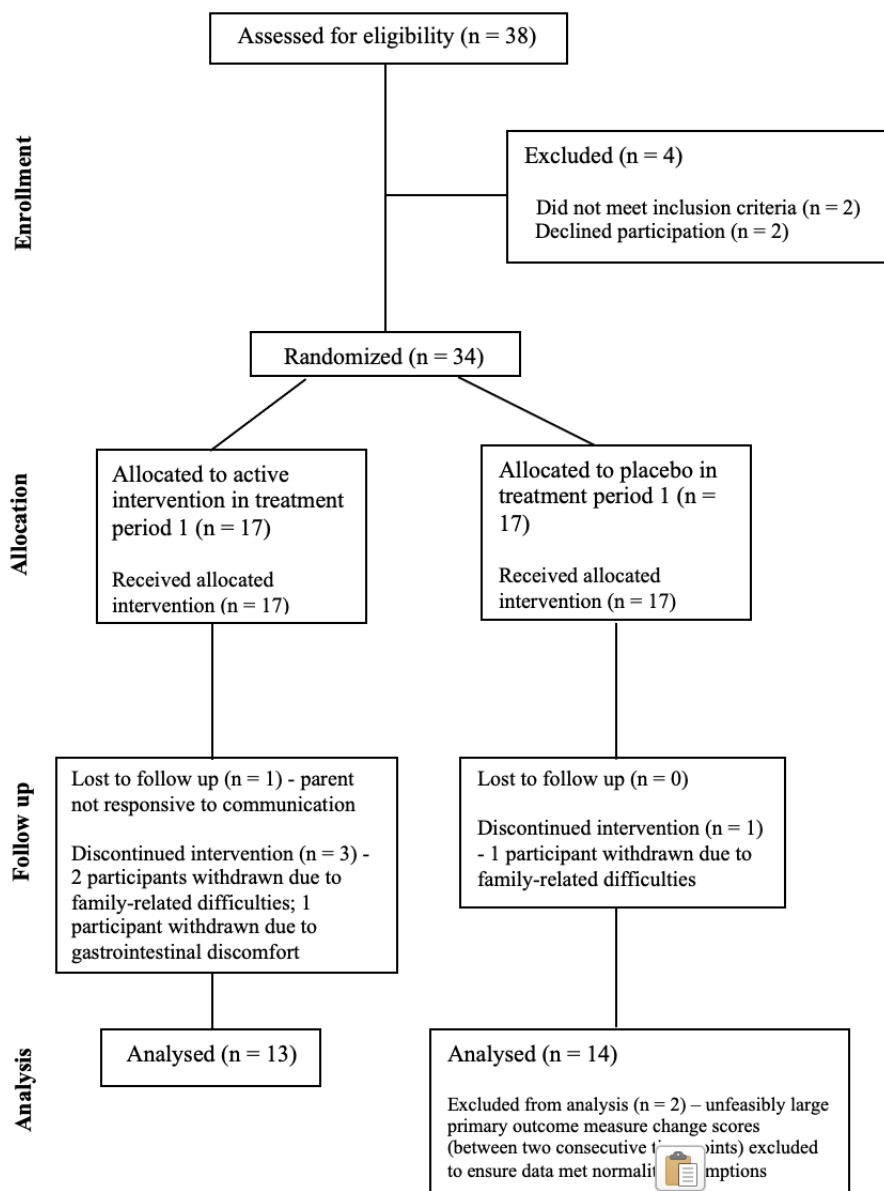 Assessed for eligibility (n = 38)
Enrollment
Excluded (n = 4)
Did not meet inclusion criteria (n = 2)
Declined participation (n = 2)
Randomized (n = 34)
Allocation
Allocated to active
intervention in treatment
period 1 (n = 17)
Received allocated
intervention (n = 17)
Allocated to placebo in
treatment period 1 (n =
17)
Received allocated
intervention (n = 17)
Follow up
Lost to follow up (n = 1) - parent
not responsive to communication
Discontinued intervention (n = 3) -
2 participants withdrawn due to
family-related difficulties; 1
participant withdrawn due to
gastrointestinal discomfort
Lost to follow up (n = 0)
Discontinued intervention (n = 1)
- 1 participant withdrawn due to
family-related difficulties
Analysis
Analysed (n = 13)
Analysed (n = 14)
Excluded from analysis (n = 2) – unfeasibly large
primary outcome measure change scores
(between two consecutive excluded
to ensure data met